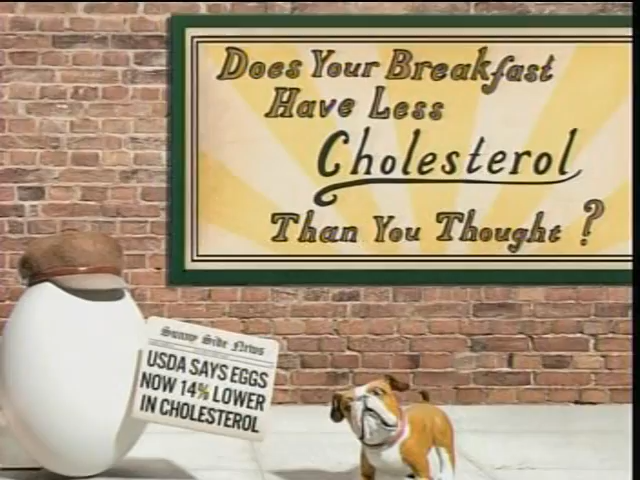 Does Your Breakfast
Have Less
Cholesterol
Than You Thought?
Sunny Side News
USDA SAYS EGGS
NOW 14% LOWER
IN CHOLESTEROL